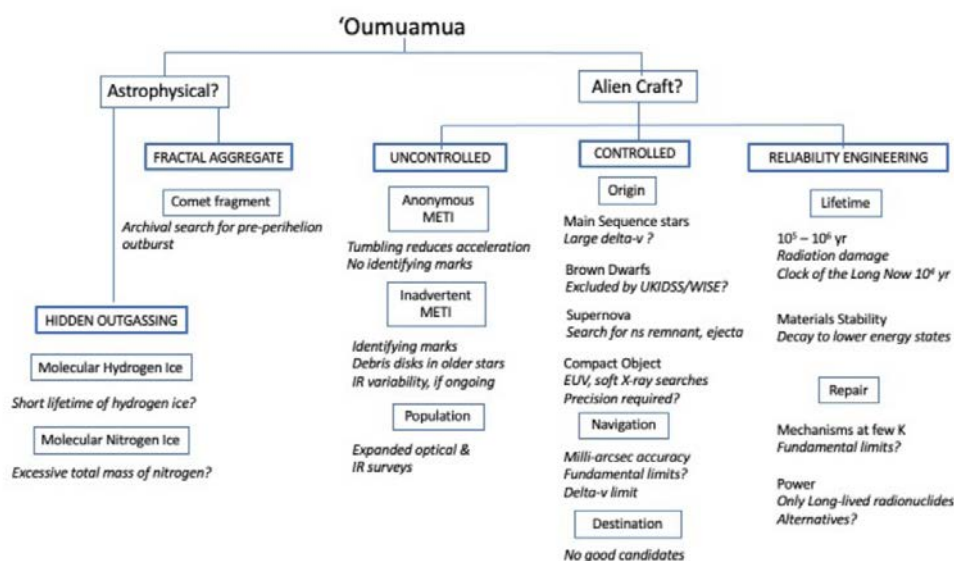 ‘Oumuamua
Astrophysical?
Alien Craft?
FRACTAL AGGREGATE
Comet fragment
Archival search for pre-perihelion
outburst
HIDDEN OUTGASSING
Molecular Hydrogen Ice
Short lifetime of hydrogen ice?
Molecular Nitrogen Ice
Excessive total mass of nitrogen?
UNCONTROLLED
Anonymous
METI
Tumbling reduces acceleration
No identifying marks
Inadvertent
METI
Identifying marks
Debris disks in older stars
IR variability, if ongoing
Population
Expanded optical &
IR surveys
CONTROLLED
Origin
Main Sequence stars
Large delta-v ?
Brown Dwarfs
Excluded by UKIDSS/WISE?
Supernova
Search for ns remnant, ejecta
Compact Object
EUV, soft X-ray searches
Precision required?
Navigation
Milli-arcsec accuracy
Fundamental limits?
Delta-v limit
Destination
No good candidates
RELIABILITY ENGINEERING
Lifetime
10⁵ – 10⁶ yr
Radiation damage
Clock of the Long Now 10⁴ yr
Materials Stability
Decay to lower energy states
Repair
Mechanisms at few K
Fundamental limits?
Power
Only Long-lived radionuclides
Alternatives?